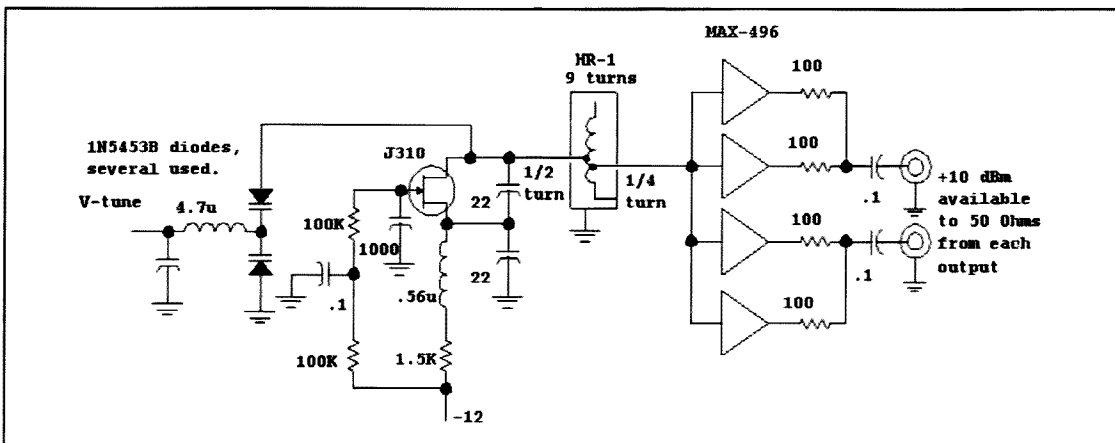 MAX-496
HR-1
9 turns
100
1N5453B diodes,
several used.
J310
V-tune
4.7u
100K
1000
22
1/2
turn
1/4
turn
100
.1
+10 dBm
available
to 50 Ohms
from each
output
100
.1
.1
.56u
22
100
100K
1.5K
-12